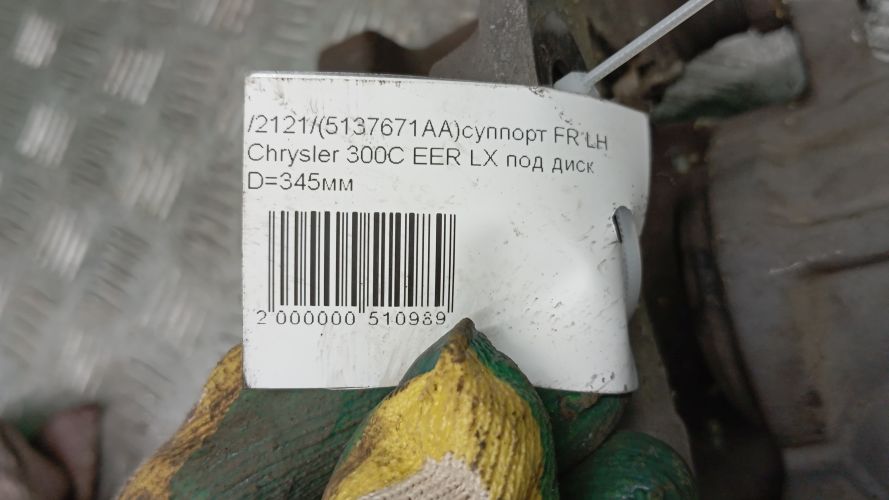 /2121/(5137671AA)суппорт FR LH
Chrysler 300C EER LX под диск
D=345мм
2 000000 510989